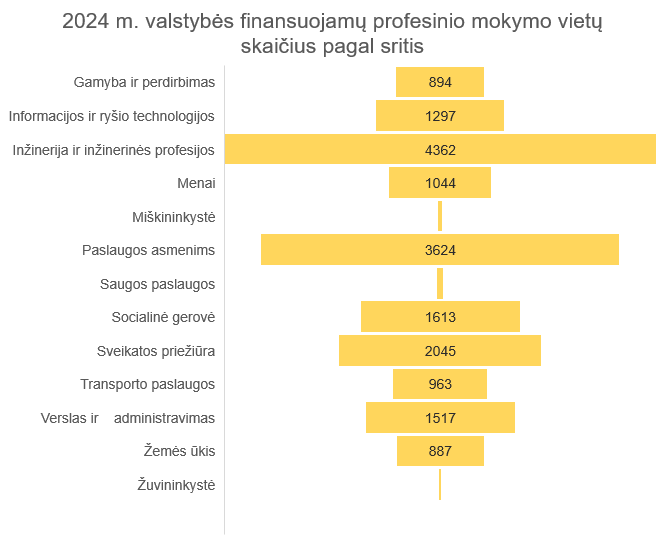 2024 m. valstybės finansuojamų profesinio mokymo vietų
skaičius pagal sritis
Gamyba ir perdirbimas 894
Informacijos ir ryšio technologijos 1297
Inžinerija ir inžinerinės profesijos 4362
Menai 1044
Miškininkystė
Paslaugos asmenims 3624
Saugos paslaugos
Socialinė gerovė 1613
Sveikatos priežiūra 2045
Transporto paslaugos 963
Verslas ir administravimas 1517
Žemės ūkis 887
Žuvininkystė